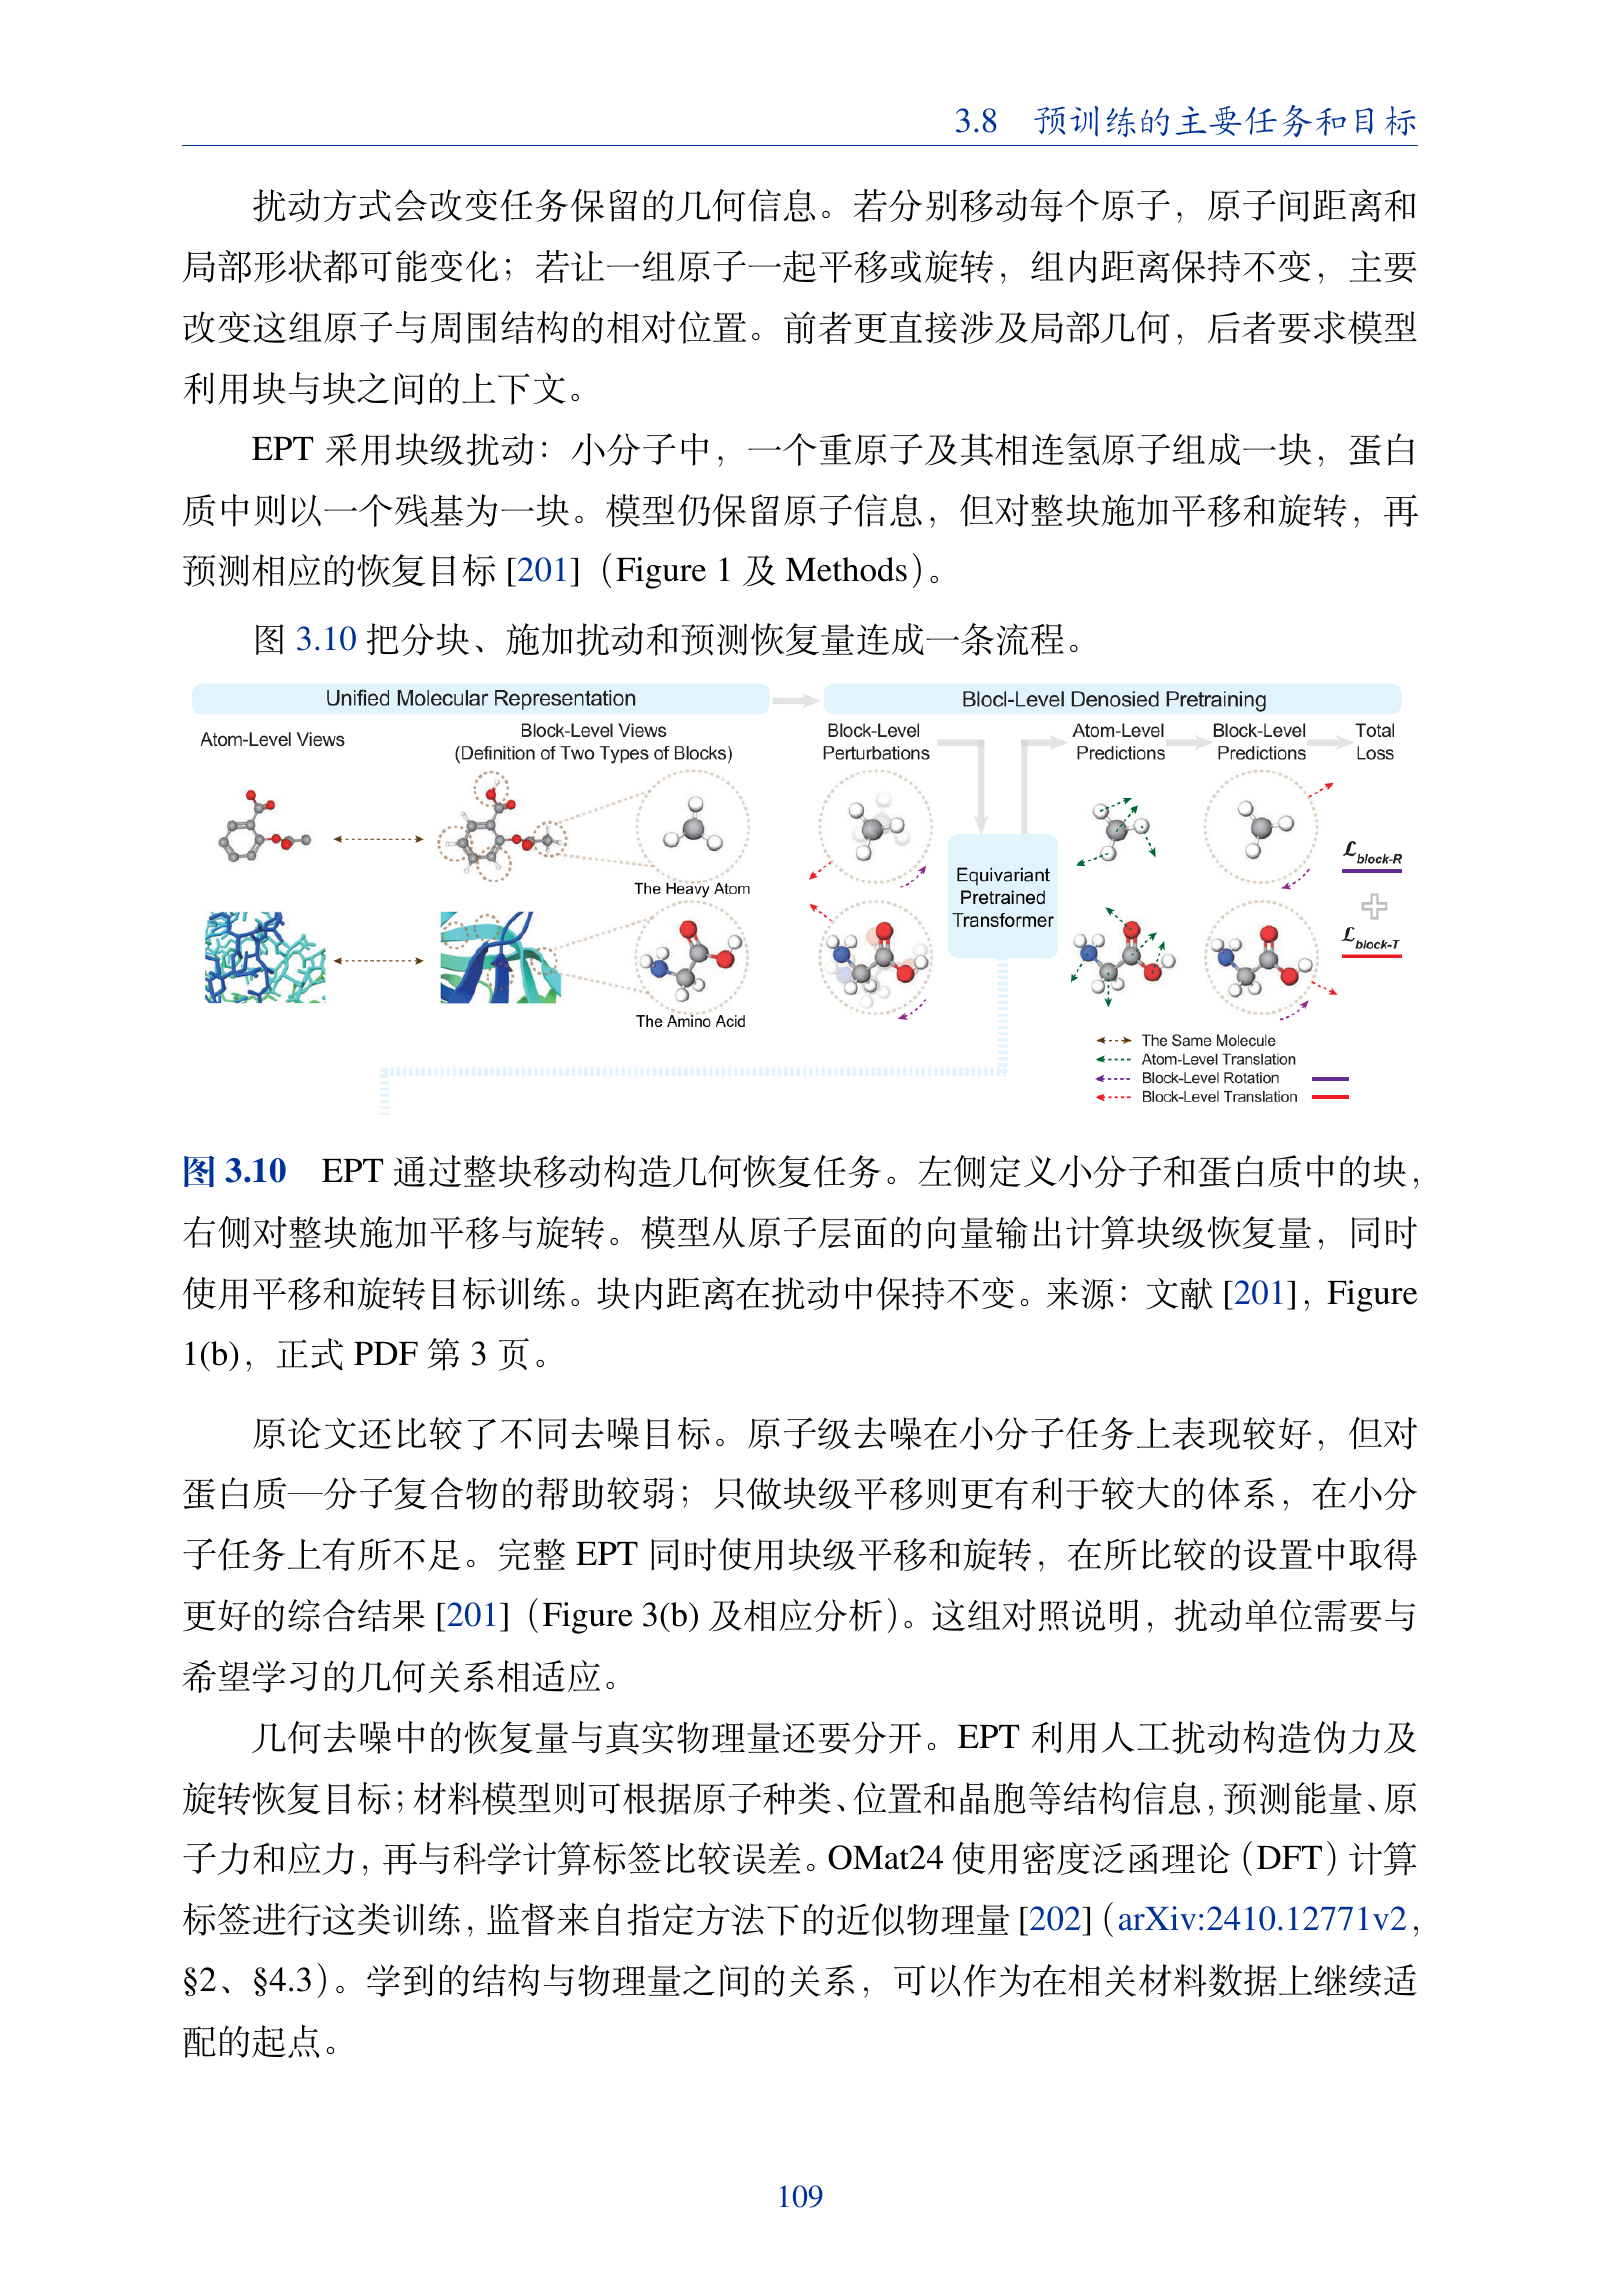 3.8 预训练的主要任务和目标
扰动方式会改变任务保留的几何信息。若分别移动每个原子，原子间距离和
局部形状都可能变化；若让一组原子一起平移或旋转，组内距离保持不变，主要
改变这组原子与周围结构的相对位置。前者更直接涉及局部几何，后者要求模型
利用块与块之间的上下文。
EPT 采用块级扰动：小分子中，一个重原子及其相连氢原子组成一块，蛋白
质中则以一个残基为一块。模型仍保留原子信息，但对整块施加平移和旋转，再
预测相应的恢复目标 [201]（Figure 1 及 Methods）。
图 3.10 把分块、施加扰动和预测恢复量连成一条流程。
Unified Molecular Representation
Blocl-Level Denosied Pretraining
Atom-Level Views
Block-Level Views
(Definition of Two Types of Blocks)
Block-Level
Perturbations
Atom-Level
Predictions
Block-Level
Predictions
Total
Loss
The Heavy Atom
The Amino Acid
Equivariant
Pretrained
Transformer
ℒblock-R
ℒblock-T
The Same Molecule
Atom-Level Translation
Block-Level Rotation
Block-Level Translation
图 3.10 EPT 通过整块移动构造几何恢复任务。左侧定义小分子和蛋白质中的块，
右侧对整块施加平移与旋转。模型从原子层面的向量输出计算块级恢复量，同时
使用平移和旋转目标训练。块内距离在扰动中保持不变。来源：文献 [201]，Figure
1(b)，正式 PDF 第 3 页。
原论文还比较了不同去噪目标。原子级去噪在小分子任务上表现较好，但对
蛋白质—分子复合物的帮助较弱；只做块级平移则更有利于较大的体系，在小分
子任务上有所不足。完整 EPT 同时使用块级平移和旋转，在所比较的设置中取得
更好的综合结果 [201]（Figure 3(b) 及相应分析）。这组对照说明，扰动单位需要与
希望学习的几何关系相适应。
几何去噪中的恢复量与真实物理量还要分开。EPT 利用人工扰动构造伪力及
旋转恢复目标；材料模型则可根据原子种类、位置和晶胞等结构信息，预测能量、原
子力和应力，再与科学计算标签比较误差。OMat24 使用密度泛函理论（DFT）计算
标签进行这类训练，监督来自指定方法下的近似物理量 [202]（arXiv:2410.12771v2，
§2、§4.3）。学到的结构与物理量之间的关系，可以作为在相关材料数据上继续适
配的起点。
109